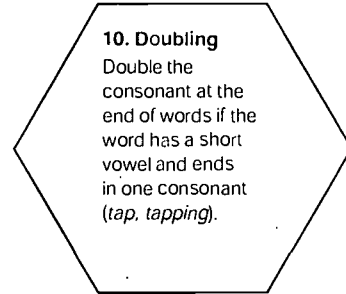 10. Doubling
Double the
consonant at the
end of words if the
word has a short
vowel and ends
in one consonant
(tap, tapping).